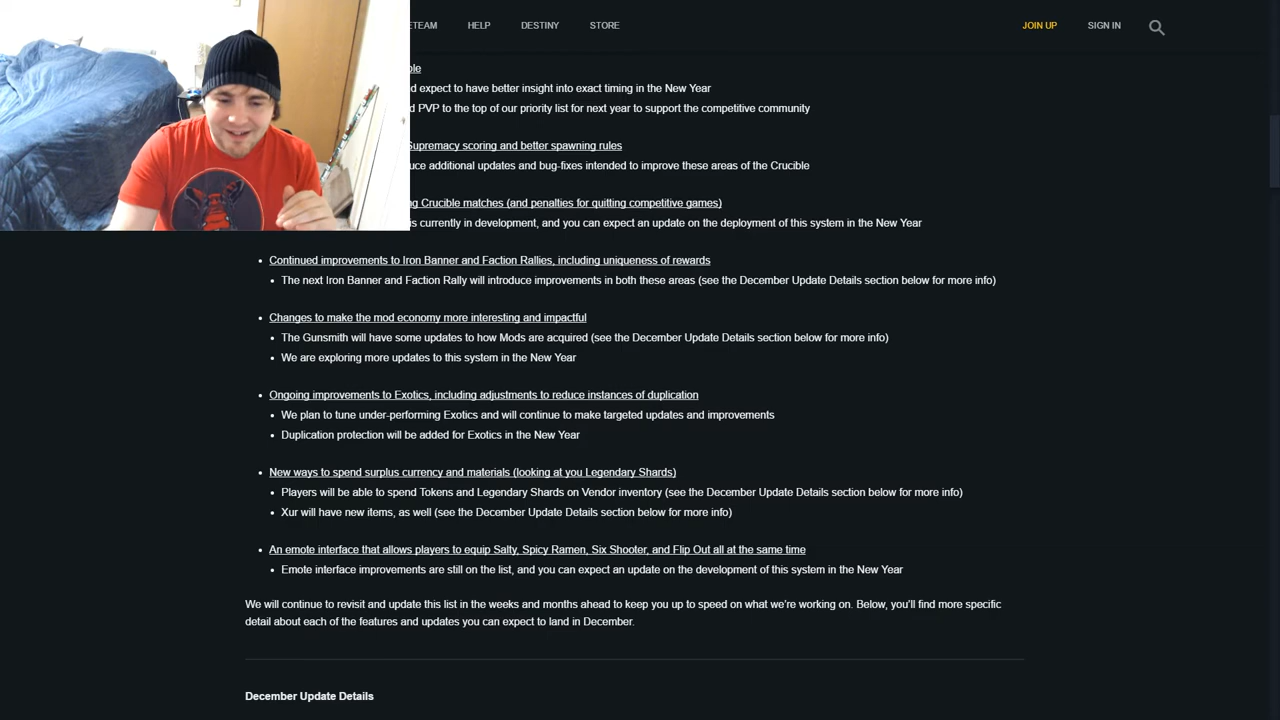 ETEAM HELP DESTINY STORE JOIN UP SIGN IN
expect to have better insight into exact timing in the New Year
PVP to the top of our priority list for next year to support the competitive community
Supremacy scoring and better spawning rules
additional updates and bug-fixes intended to improve these areas of the Crucible
Crucible matches (and penalties for quitting competitive games)
currently in development, and you can expect an update on the deployment of this system in the New Year
• Continued improvements to Iron Banner and Faction Rallies, including uniqueness of rewards
• The next Iron Banner and Faction Rally will introduce improvements in both these areas (see the December Update Details section below for more info)
• Changes to make the mod economy more interesting and impactful
• The Gunsmith will have some updates to how Mods are acquired (see the December Update Details section below for more info)
• We are exploring more updates to this system in the New Year
• Ongoing improvements to Exotics, including adjustments to reduce instances of duplication
• We plan to tune under-performing Exotics and will continue to make targeted updates and improvements
• Duplication protection will be added for Exotics in the New Year
• New ways to spend surplus currency and materials (looking at you Legendary Shards)
• Players will be able to spend Tokens and Legendary Shards on Vendor inventory (see the December Update Details section below for more info)
• Xur will have new items, as well (see the December Update Details section below for more info)
• An emote interface that allows players to equip Salty, Spicy Ramen, Six Shooter, and Flip Out all at the same time
• Emote interface improvements are still on the list, and you can expect an update on the development of this system in the New Year
We will continue to revisit and update this list in the weeks and months ahead to keep you up to speed on what we're working on. Below, you'll find more specific
detail about each of the features and updates you can expect to land in December.
December Update Details